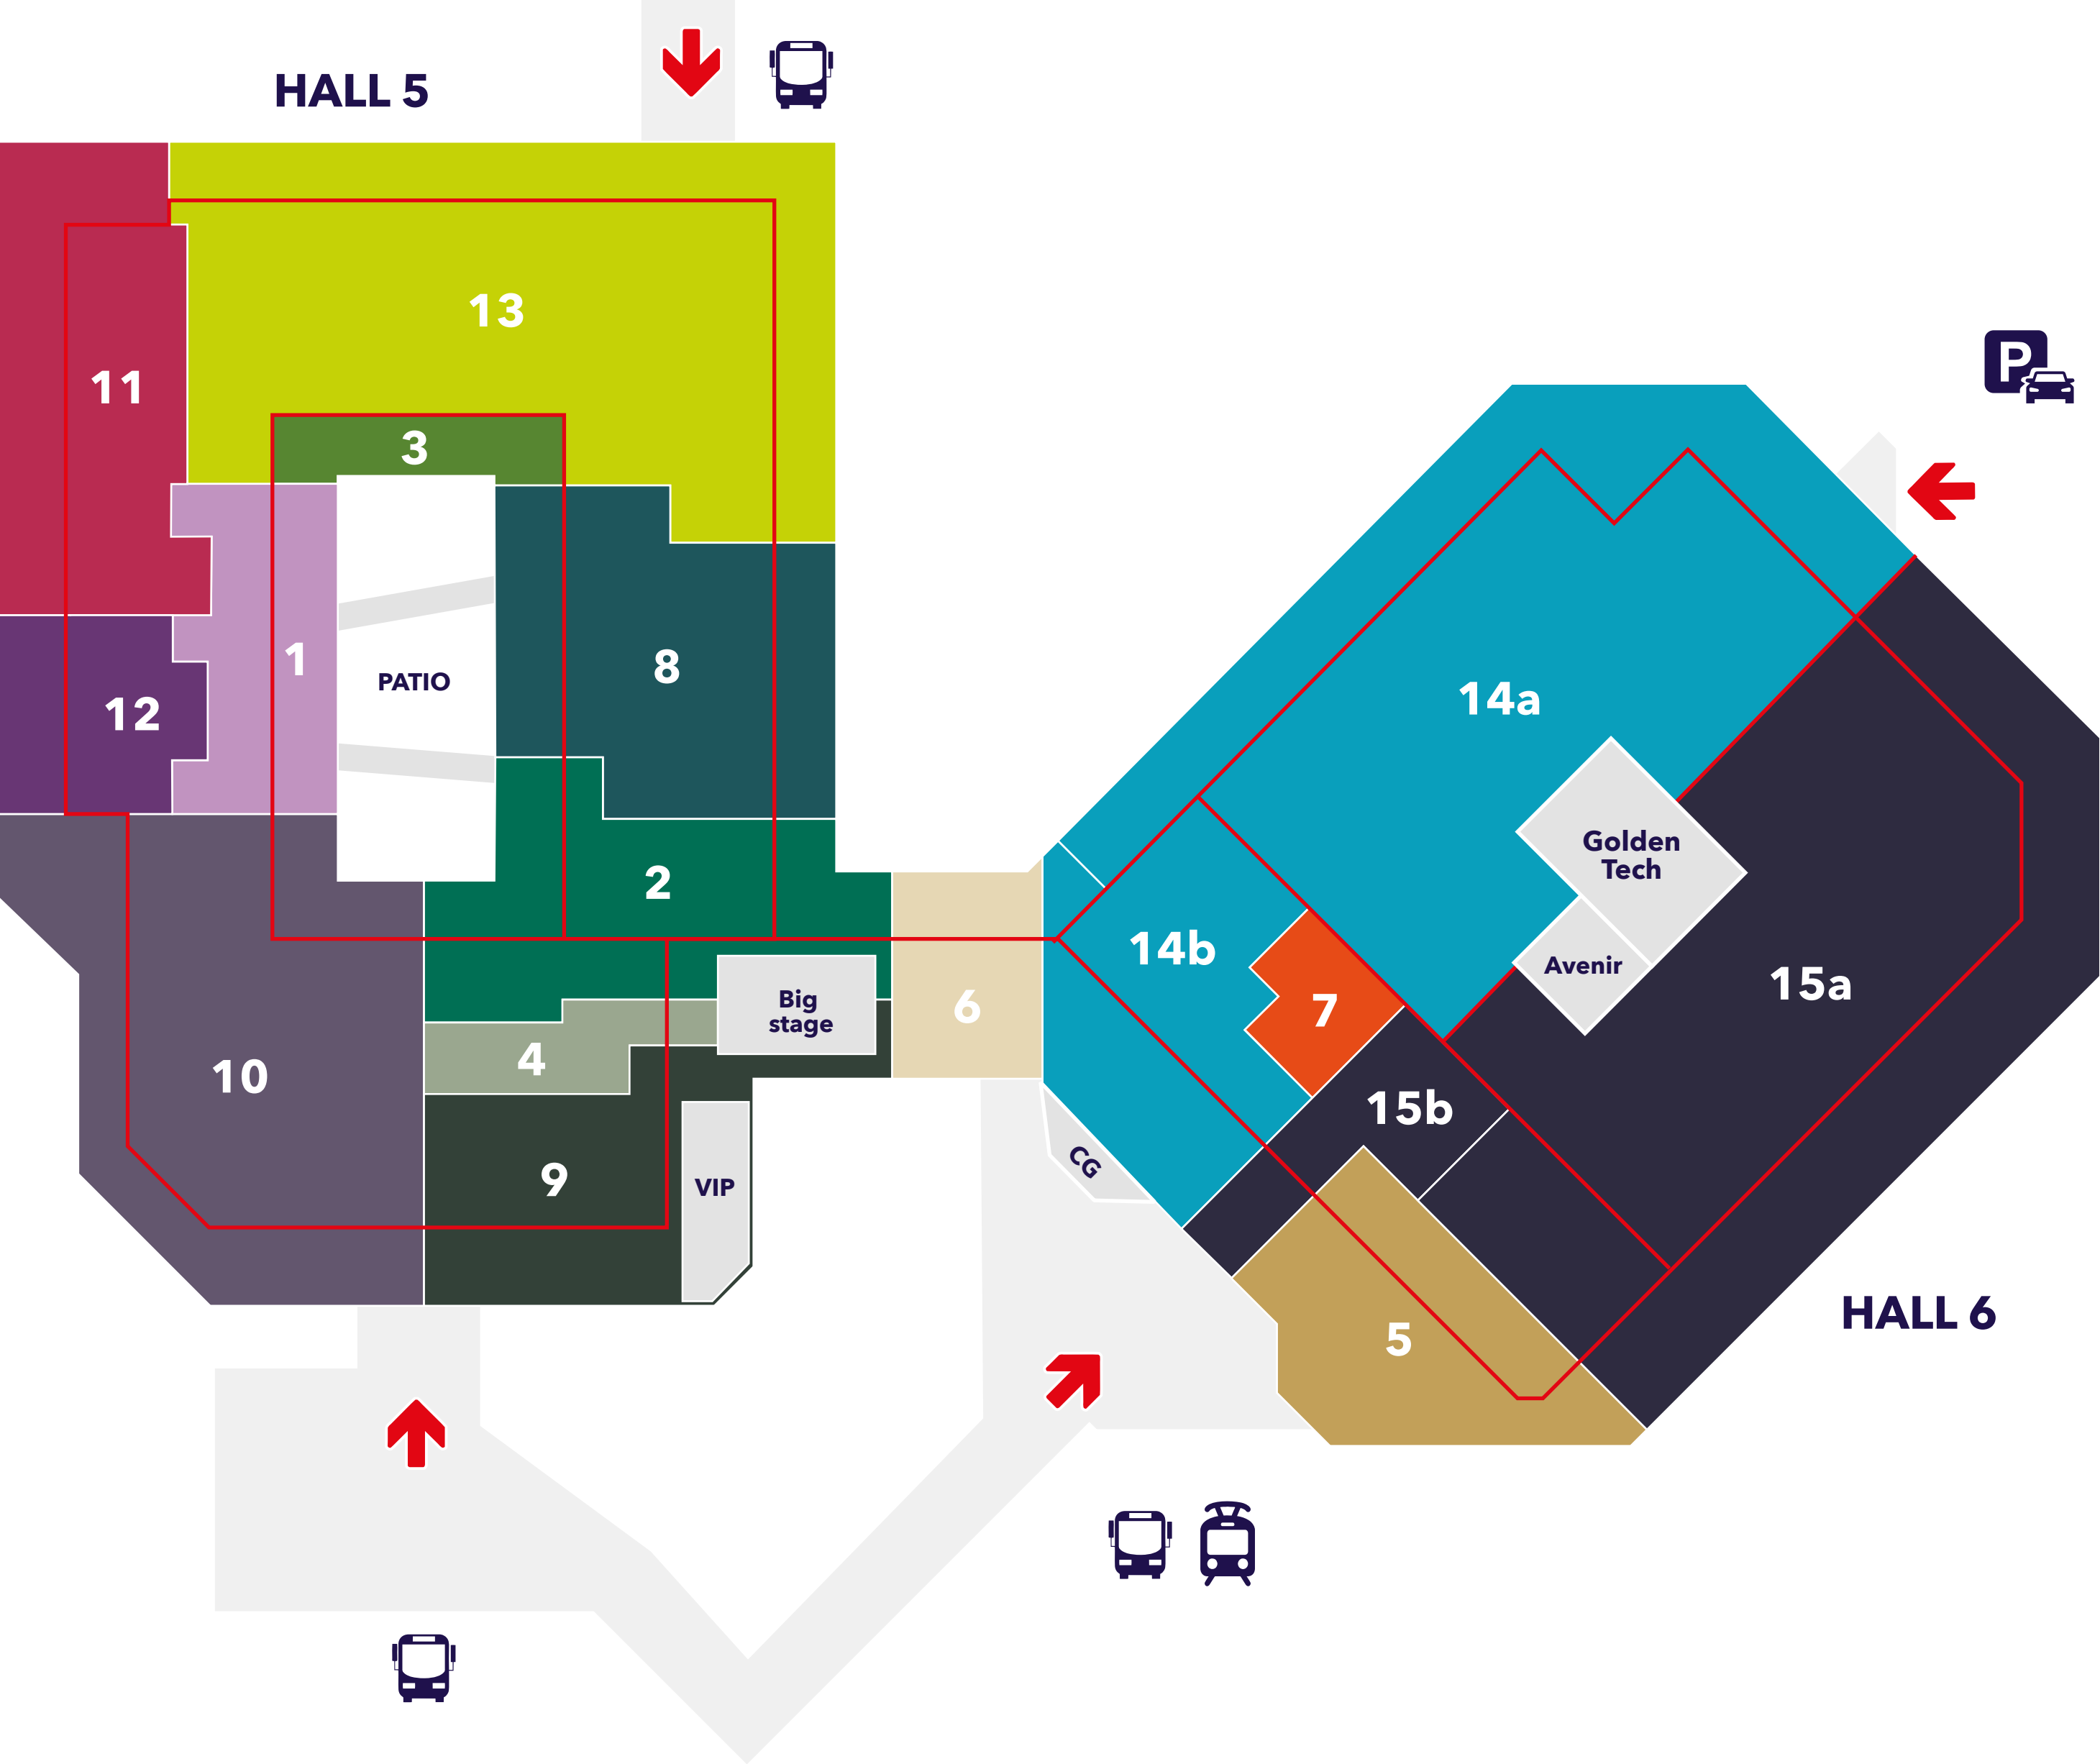 HALL 5
13
11
3
P
1
8
PATIO
12
14a
Golden
Tech
2
14b
Avenir
15a
Big
stage
6
7
4
10
15b
CG
9
VIP
HALL 6
5